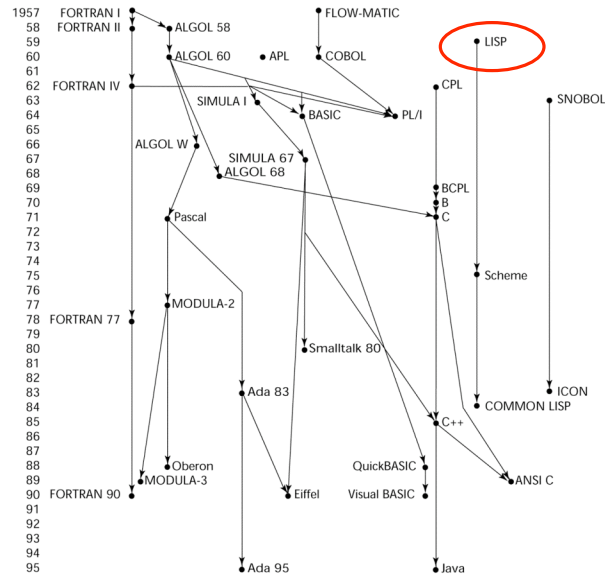 1957 FORTRAN I FLOW-MATIC
58 FORTRAN II ALGOL 58
59 LISP
60 ALGOL 60 APL COBOL
61
62 FORTRAN IV CPL
63 SIMULA I SNOBOL
64 BASIC PL/I
65
66 ALGOL W
67 SIMULA 67
68 ALGOL 68
69 BCPL
70 B
71 Pascal C
72
73
74
75 Scheme
76
77 MODULA-2
78 FORTRAN 77
79
80 Smalltalk 80
81
82
83 Ada 83 ICON
84 COMMON LISP
85 C++
86
87
88 Oberon QuickBASIC
89 MODULA-3 ANSI C
90 FORTRAN 90 Eiffel Visual BASIC
91
92
93
94
95 Ada 95 Java